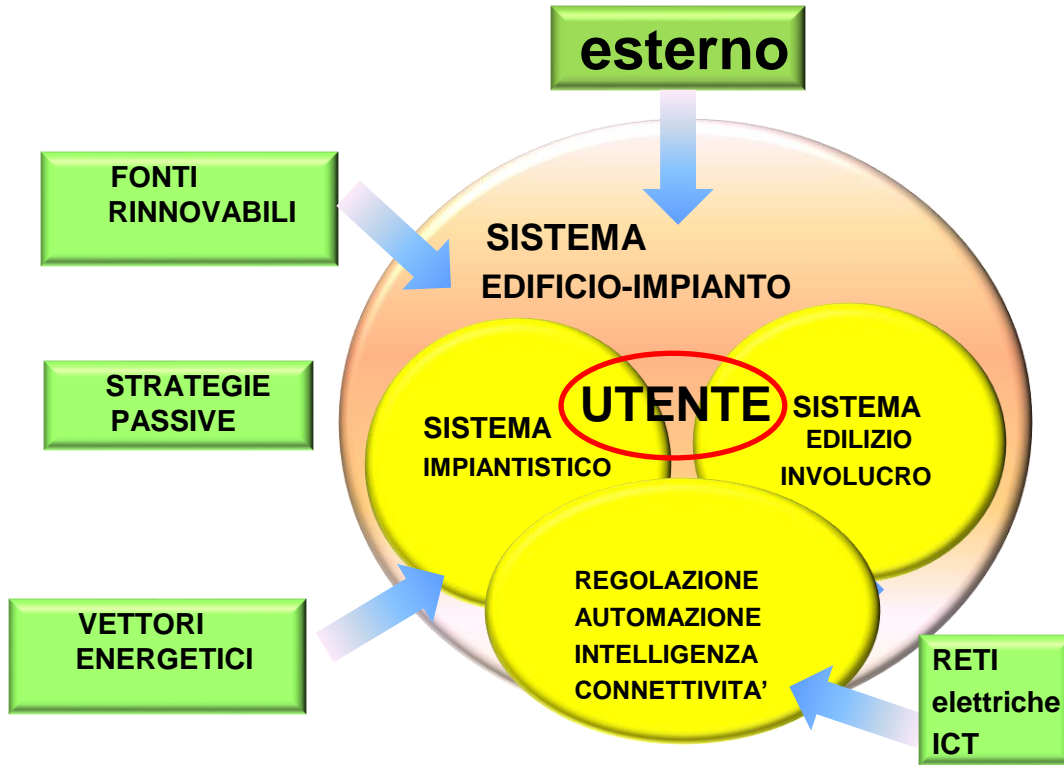 esterno
FONTI
RINNOVABILI
SISTEMA
EDIFICIO-IMPIANTO
STRATEGIE
PASSIVE
UTENTE
SISTEMA
IMPIANTISTICO
SISTEMA
EDILIZIO
INVOLUCRO
REGOLAZIONE
AUTOMAZIONE
INTELLIGENZA
CONNETTIVITA’
VETTORI
ENERGETICI
RETI
elettriche
ICT